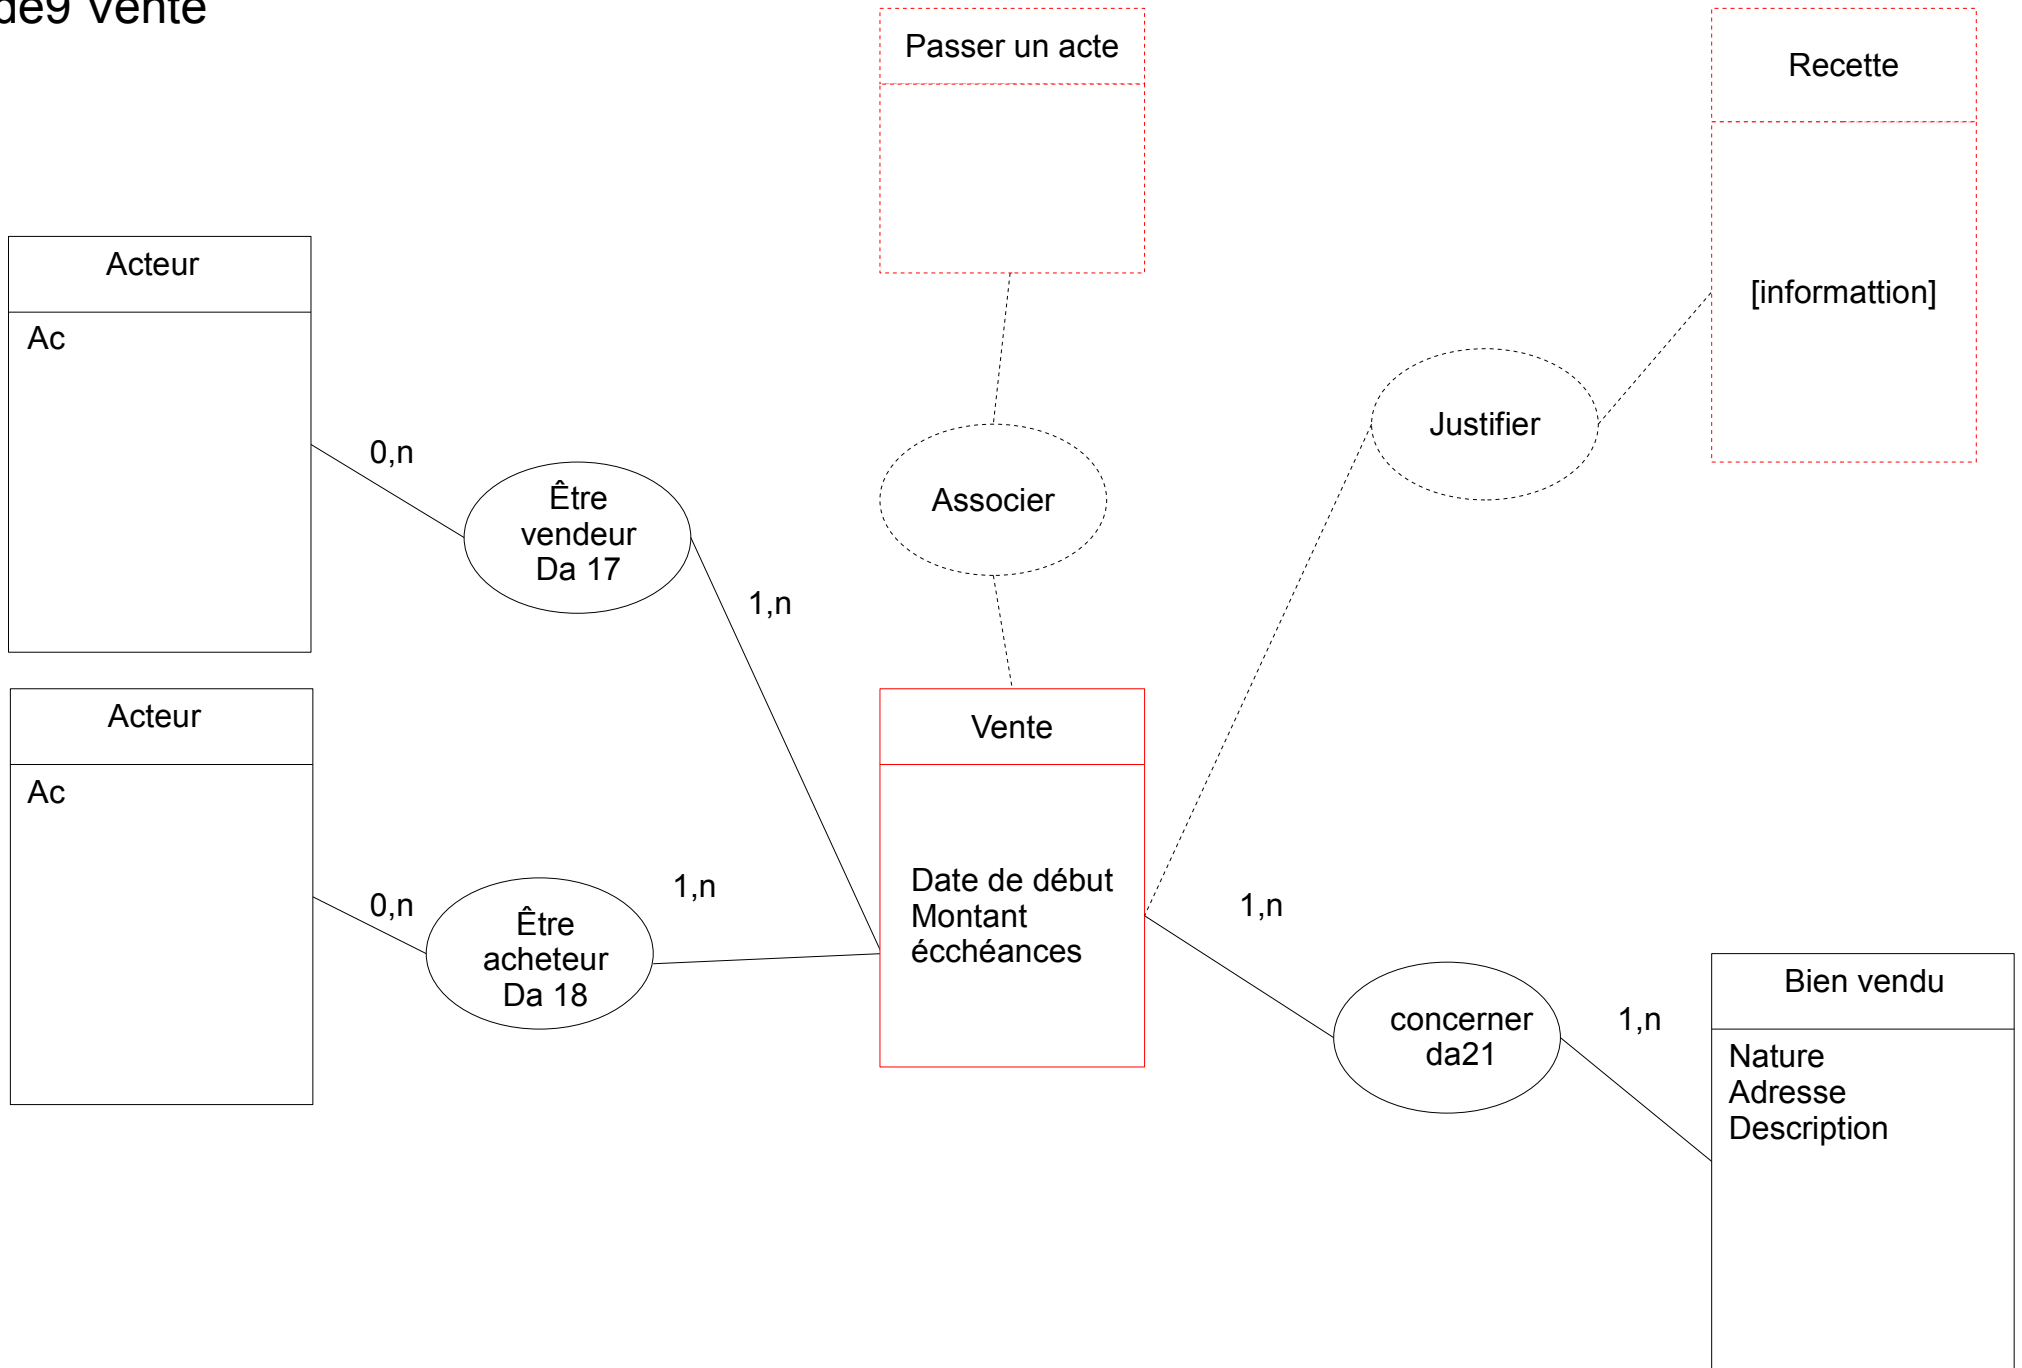 de9 Vente
Passer un acte
Recette
[informattion]
Acteur
Ac
0,n
Être
vendeur
Da 17
1,n
Associer
Justifier
Acteur
Ac
0,n
Être
acheteur
Da 18
1,n
Vente
Date de début
Montant
écchéances
1,n
concerner
da21
1,n
Bien vendu
Nature
Adresse
Description